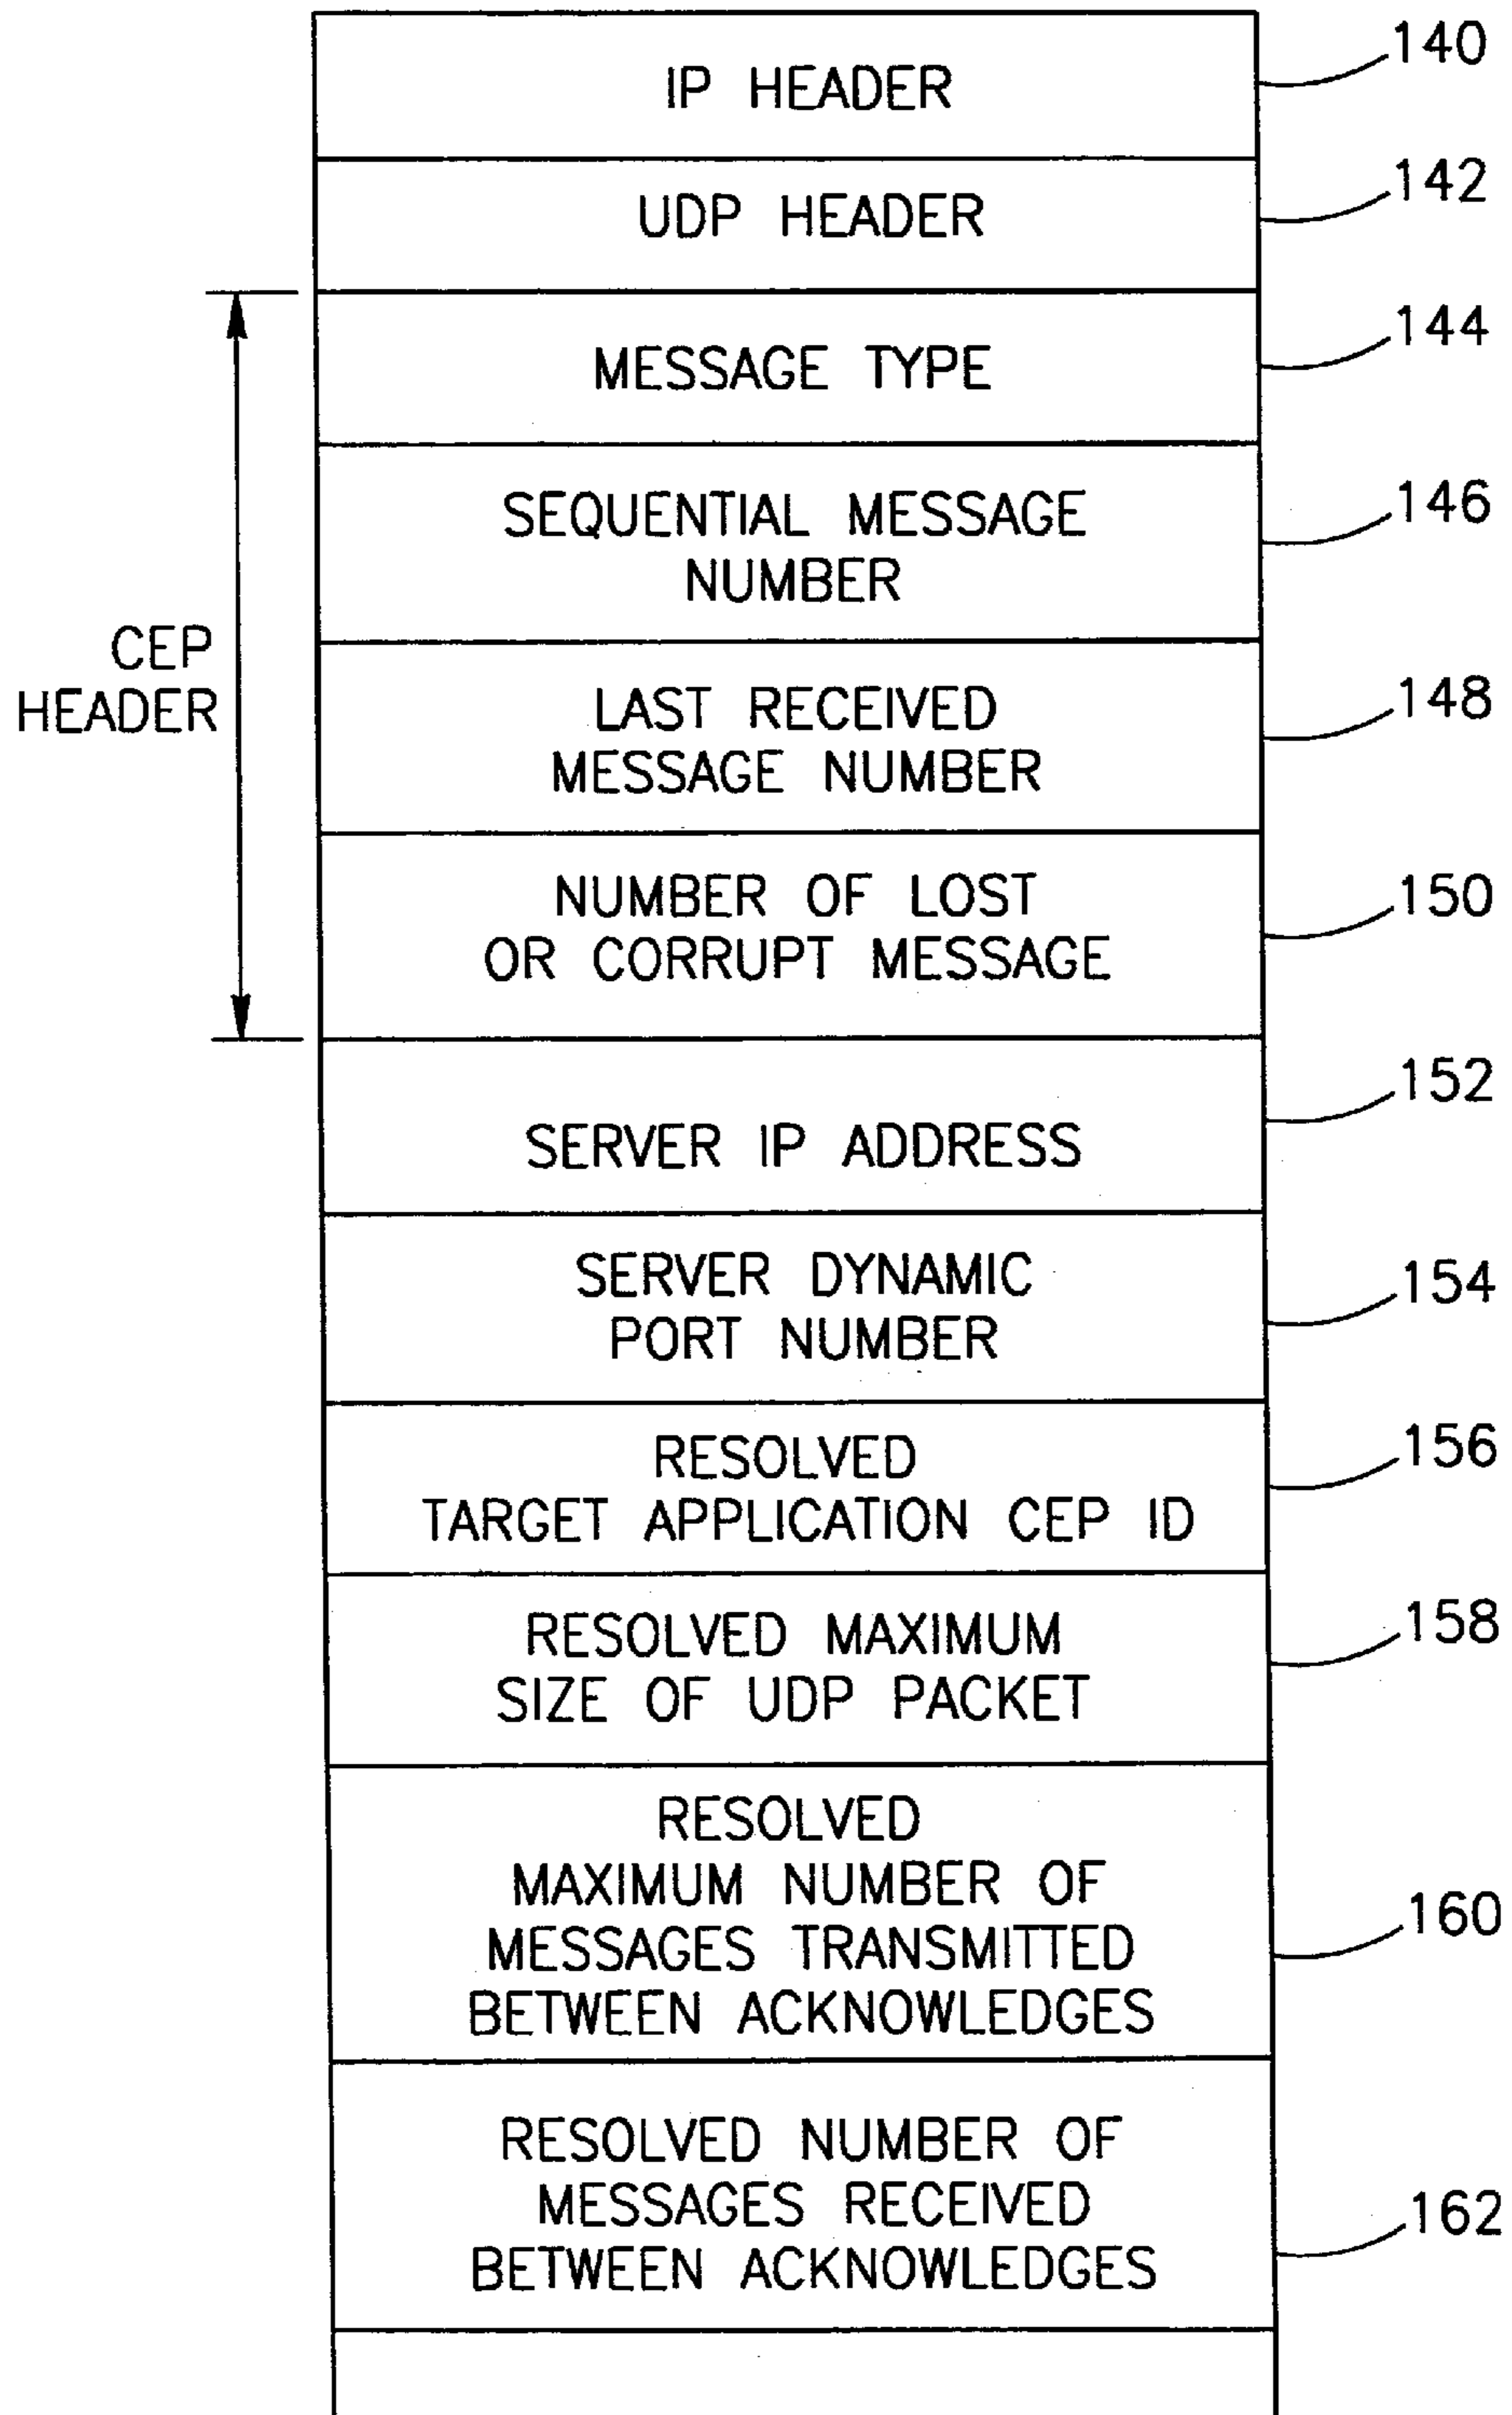 IP HEADER
140
UDP HEADER
142
MESSAGE TYPE
144
SEQUENTIAL MESSAGE
NUMBER
146
CEP
HEADER
LAST RECEIVED
MESSAGE NUMBER
148
NUMBER OF LOST
OR CORRUPT MESSAGE
150
SERVER IP ADDRESS
152
SERVER DYNAMIC
PORT NUMBER
154
RESOLVED
TARGET APPLICATION CEP ID
156
RESOLVED MAXIMUM
SIZE OF UDP PACKET
158
RESOLVED
MAXIMUM NUMBER OF
MESSAGES TRANSMITTED
BETWEEN ACKNOWLEDGES
160
RESOLVED NUMBER OF
MESSAGES RECEIVED
BETWEEN ACKNOWLEDGES
162